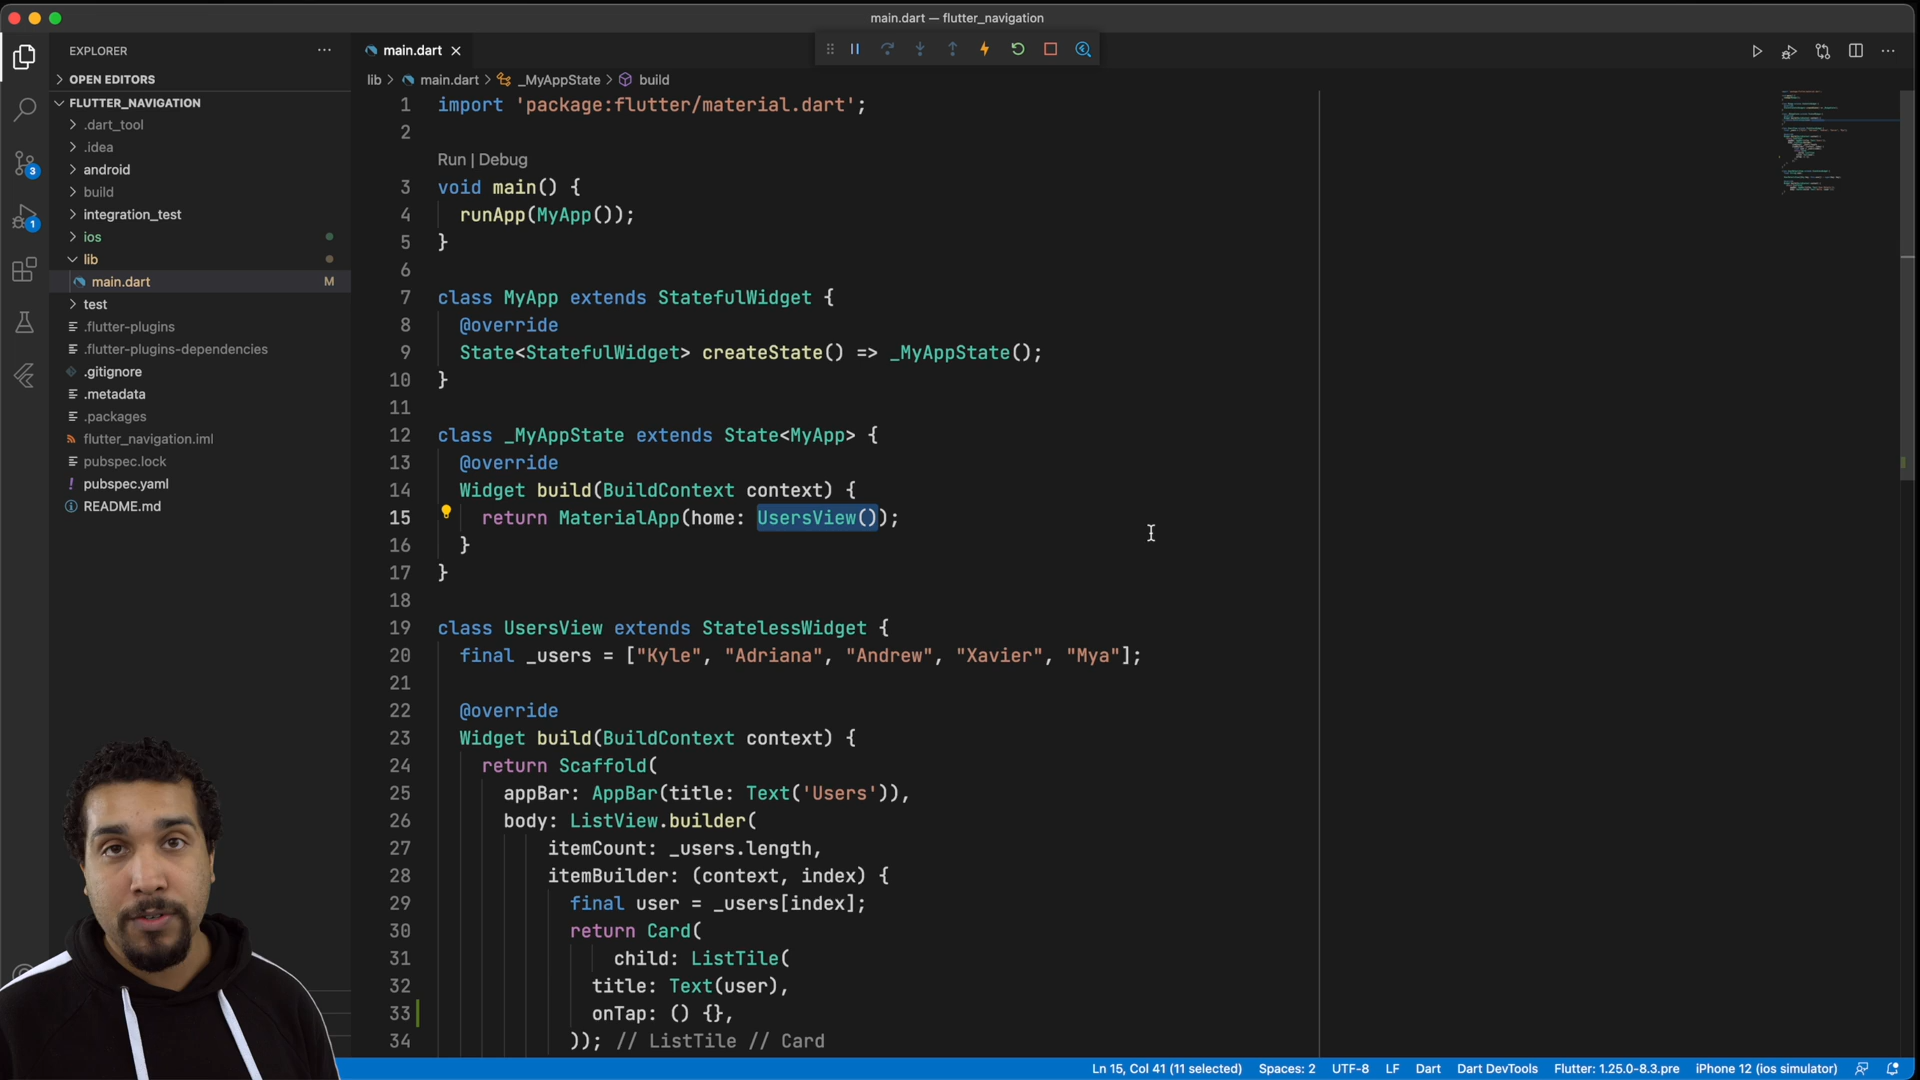 main.dart — flutter_navigation
EXPLORER
main.dart
OPEN EDITORS
lib > main.dart > _MyAppState > build
FLUTTER_NAVIGATION
.dart_tool
.idea
android
build
integration_test
ios
lib
main.dart M
test
.flutter-plugins
.flutter-plugins-dependencies
.gitignore
.metadata
.packages
flutter_navigation.iml
pubspec.lock
pubspec.yaml
README.md
3
1
1 import 'package:flutter/material.dart';
2
Run | Debug
3 void main() {
4 runApp(MyApp());
5 }
6
7 class MyApp extends StatefulWidget {
8 @override
9 State<StatefulWidget> createState() => _MyAppState();
10 }
11
12 class _MyAppState extends State<MyApp> {
13 @override
14 Widget build(BuildContext context) {
15 return MaterialApp(home: UsersView());
16 }
17 }
18
19 class UsersView extends StatelessWidget {
20 final _users = ["Kyle", "Adriana", "Andrew", "Xavier", "Mya"];
21
22 @override
23 Widget build(BuildContext context) {
24 return Scaffold(
25 appBar: AppBar(title: Text('Users')),
26 body: ListView.builder(
27 itemCount: _users.length,
28 itemBuilder: (context, index) {
29 final user = _users[index];
30 return Card(
31 child: ListTile(
32 title: Text(user),
33 onTap: () {},
34 )); // ListTile // Card
Ln 15, Col 41 (11 selected) Spaces: 2 UTF-8 LF Dart Dart DevTools Flutter: 1.25.0-8.3.pre iPhone 12 (ios simulator)